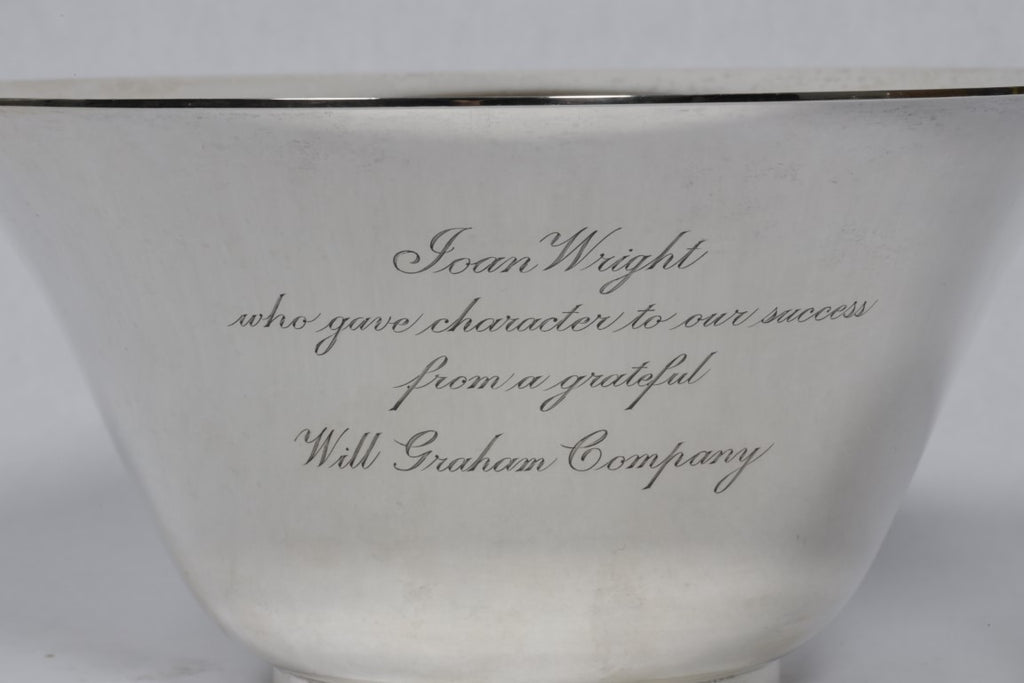 Joan Wright
who gave character to our success
from a grateful
Will Graham Company